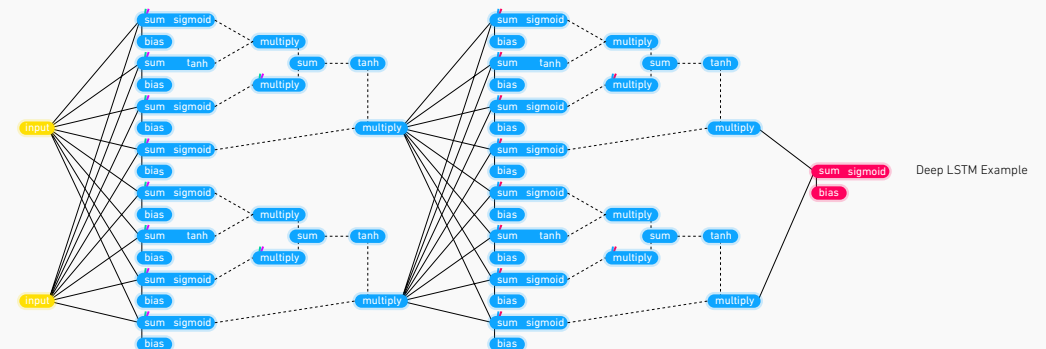 sum sigmoid sum sigmoid
multiply multiply
bias bias
sum tanh sum tanh sum tanh sum tanh
bias multiply bias multiply
sum sigmoid sum sigmoid
input bias multiply bias multiply
sum sigmoid sum sigmoid
bias bias sum sigmoid Deep LSTM Example
sum sigmoid sum sigmoid bias
bias multiply bias multiply
sum tanh sum tanh sum tanh sum tanh
bias multiply bias multiply
sum sigmoid sum sigmoid
input bias multiply bias multiply
sum sigmoid sum sigmoid
bias bias